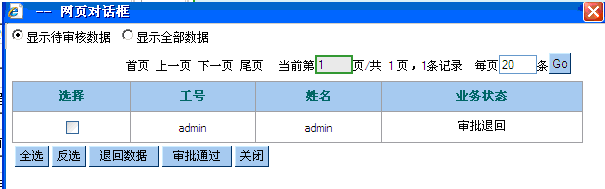 -- 网页对话框
显示待审核数据 显示全部数据
首页 上一页 下一页 尾页 当前第 1 页/共 1 页，1条记录 每页 20 条 Go
选择 工号 姓名 业务状态
admin admin 审批退回
全选 反选 退回数据 审批通过 关闭